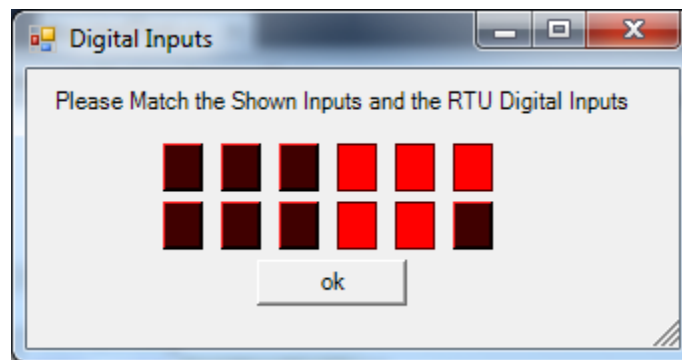 Digital Inputs
Please Match the Shown Inputs and the RTU Digital Inputs
ok